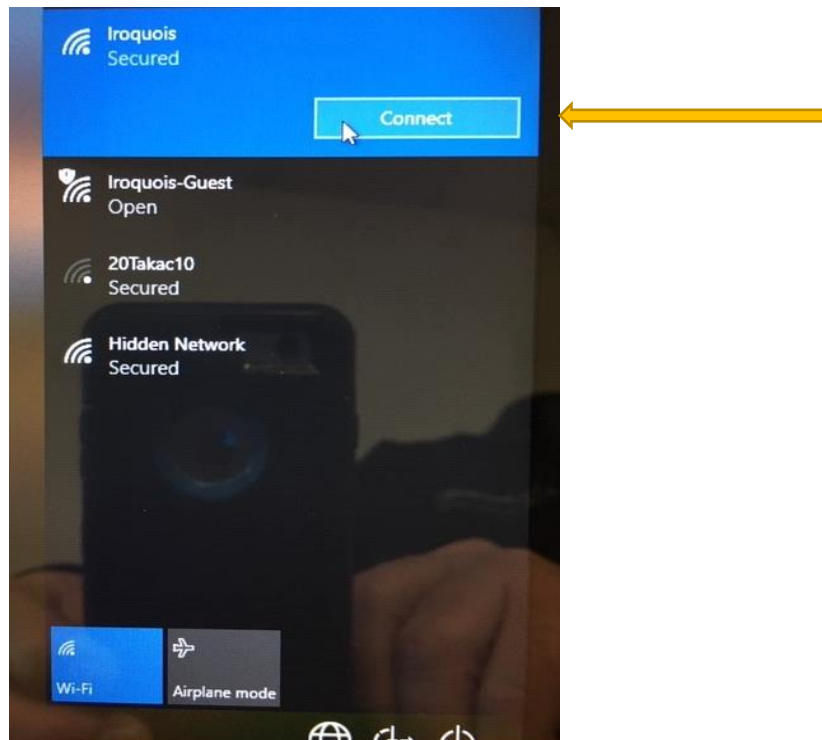 Iroquois
Secured
Connect
Iroquois-Guest
Open
20Takac10
Secured
Hidden Network
Secured
Wi-Fi
Airplane mode